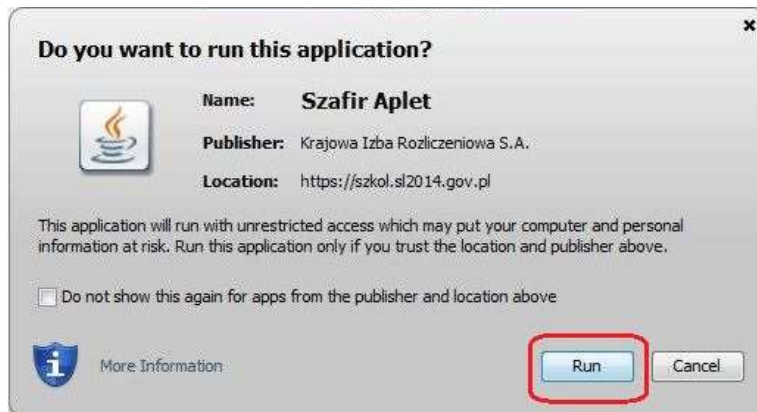 Do you want to run this application?
Name: Szafir Aplet
Publisher: Krajowa Izba Rozliczeniowa S.A.
Location: https://szkol.sl2014.gov.pl
This application will run with unrestricted access which may put your computer and personal
information at risk. Run this application only if you trust the location and publisher above.
Do not show this again for apps from the publisher and location above
More Information
Run
Cancel